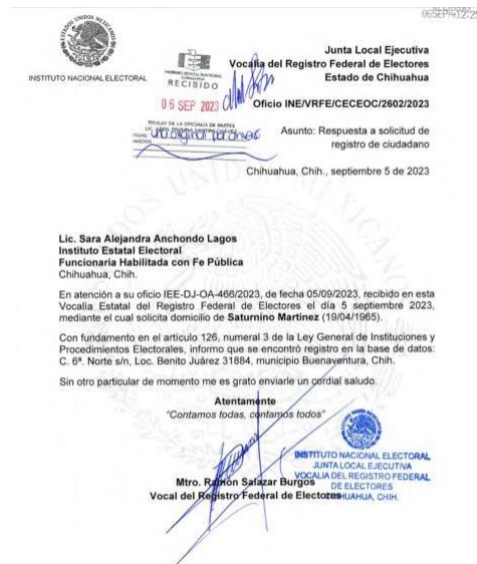 06SEP
Junta Local Ejecutiva
Vocalía del Registro Federal de Electores
Estado de Chihuahua
INSTITUTO NACIONAL ELECTORAL
RECIBIDO
06 SEP 2023
Oficio INE/VRFE/CECEOC/2602/2023
Asunto: Respuesta a solicitud de
registro de ciudadano
Chihuahua, Chih., septiembre 5 de 2023
Lic. Sara Alejandra Anchondo Lagos
Instituto Estatal Electoral
Funcionaria Habilitada con Fe Pública
Chihuahua, Chih.
En atención a su oficio IEE-DJ-OA-466/2023, de fecha 05/09/2023, recibido en esta
Vocalía Estatal del Registro Federal de Electores el día 5 septiembre 2023,
mediante el cual solicita domicilio de Saturnino Martinez (19/04/1965).
Con fundamento en el artículo 126, numeral 3 de la Ley General de Instituciones y
Procedimientos Electorales, informo que se encontró registro en la base de datos:
C. 6ª. Norte s/n, Loc. Benito Juárez 31884, municipio Buenaventura, Chih.
Sin otro particular de momento me es grato enviarle un cordial saludo.
Atentamente
"Contamos todas, contamos todos"
INSTITUTO NACIONAL ELECTORAL
JUNTA LOCAL EJECUTIVA
VOCALIA DEL REGISTRO FEDERAL
DE ELECTORES
CHIHUAHUA, CHIH.
Mtro. Ramón Salazar Burgos
Vocal del Registro Federal de Electores